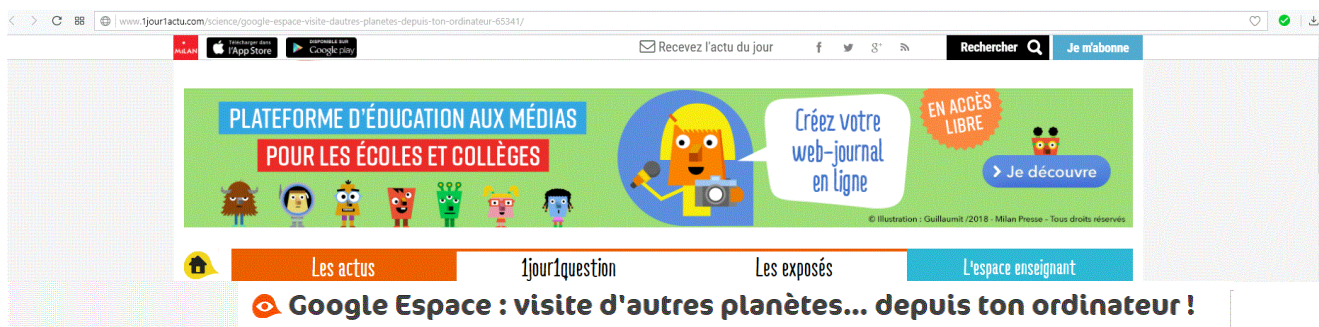 www.1jour1actu.com/science/google-espace-visite-dautres-planetes-depuis-ton-ordinateur-65341/
MiLAN
Télécharger dans
l'App Store
DISPONIBLE SUR
Google play
Recevez l'actu du jour
Rechercher
Je m'abonne
PLATEFORME D'ÉDUCATION AUX MÉDIAS
POUR LES ÉCOLES ET COLLÈGES
Créez votre
web-journal
en ligne
EN ACCÈS
LIBRE
> Je découvre
© Illustration : Guillaumit /2018 - Milan Presse - Tous droits réservés
Les actus
1jour1question
Les exposés
L'espace enseignant
Google Espace : visite d'autres planètes... depuis ton ordinateur !